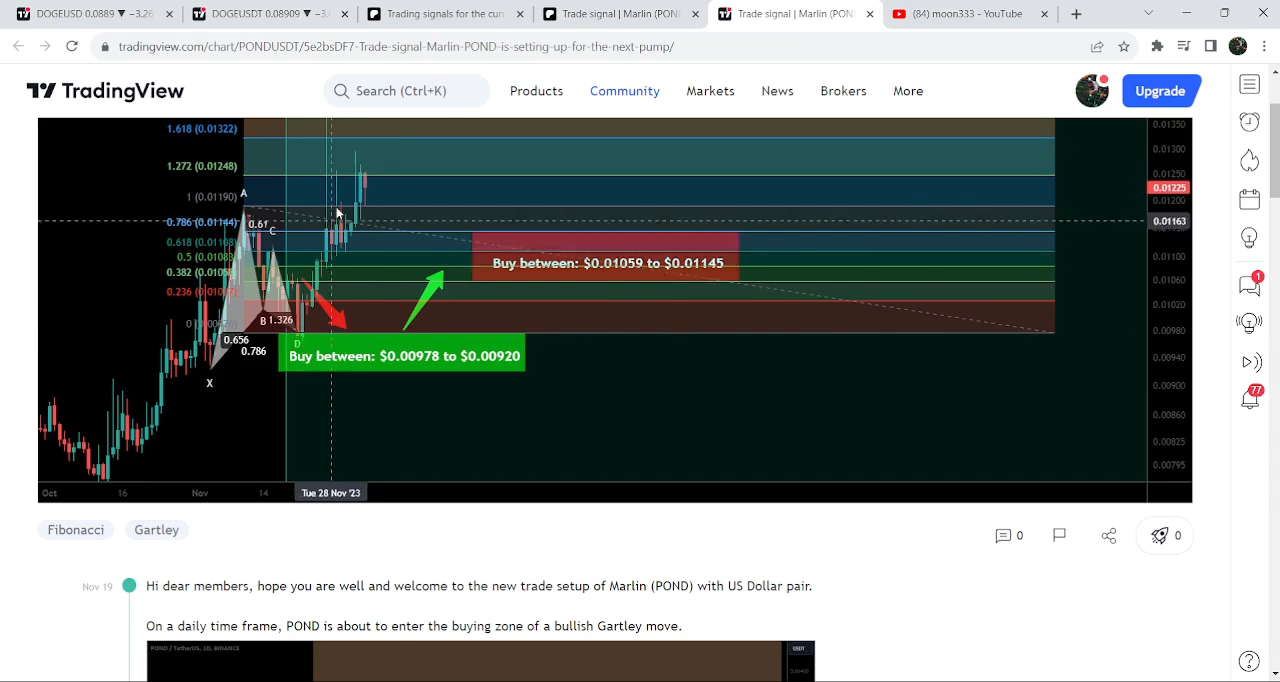 DOGEUSD 0.0889 ▼ −3.26
DOGEUSDT 0.08909 ▼ −3.
Trading signals for the cur
Trade signal | Marlin (PON
Trade signal | Marlin (PON
(84) moon333 - YouTube
tradingview.com/chart/PONDUSDT/5e2bsDF7-Trade-signal-Marlin-POND-is-setting-up-for-the-next-pump/
TradingView
Search (Ctrl+K)
Products
Community
Markets
News
Brokers
More
Upgrade
1.618 (0.01322)
1.272 (0.01248)
1 (0.01190)
0.786 (0.01144)
0.618 (0.01108)
0.5 (0.01083)
0.382 (0.01058)
A
0.61
C
B 1.326
0.656
0.786
D
X
Buy between: $0.01059 to $0.01145
Buy between: $0.00978 to $0.00920
0.01350
0.01300
0.01250
0.01225
0.01200
0.01163
0.01100
0.01060
0.01020
0.00980
0.00940
0.00900
0.00860
0.00825
0.00795
Oct
16
Nov
14
Tue 28 Nov '23
1
77
Fibonacci
Gartley
0
0
Nov 19
Hi dear members, hope you are well and welcome to the new trade setup of Marlin (POND) with US Dollar pair.
On a daily time frame, POND is about to enter the buying zone of a bullish Gartley move.
POND / TetherUS, 1D, BINANCE
USDT